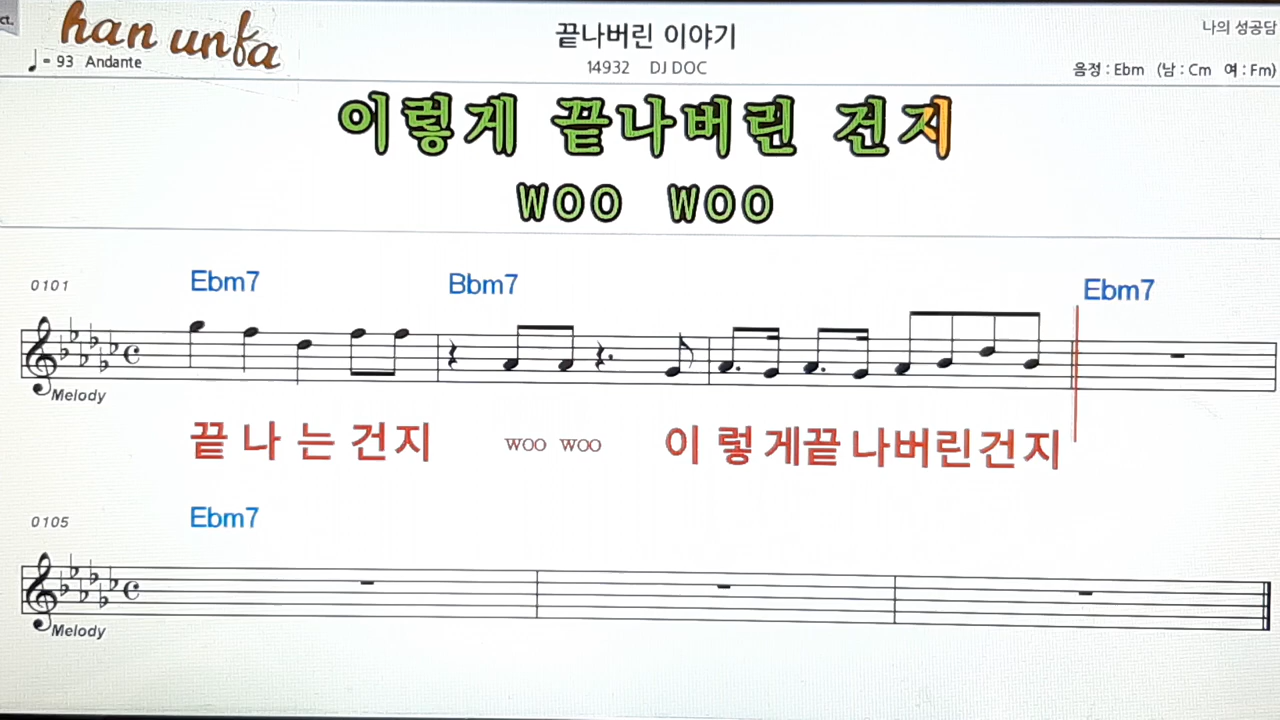 ct.
han unfa
♩= 93 Andante
끝나버린 이야기
14932 DJ DOC
나의 성공담
음정 : Ebm (남 : Cm 여 : Fm)
이렇게 끝나버린 건지
WOO WOO
0101 Ebm7 Bbm7 Ebm7
Melody
끝 나 는 건 지 woo woo 이 렇 게끝 나버린건지
0105 Ebm7
Melody